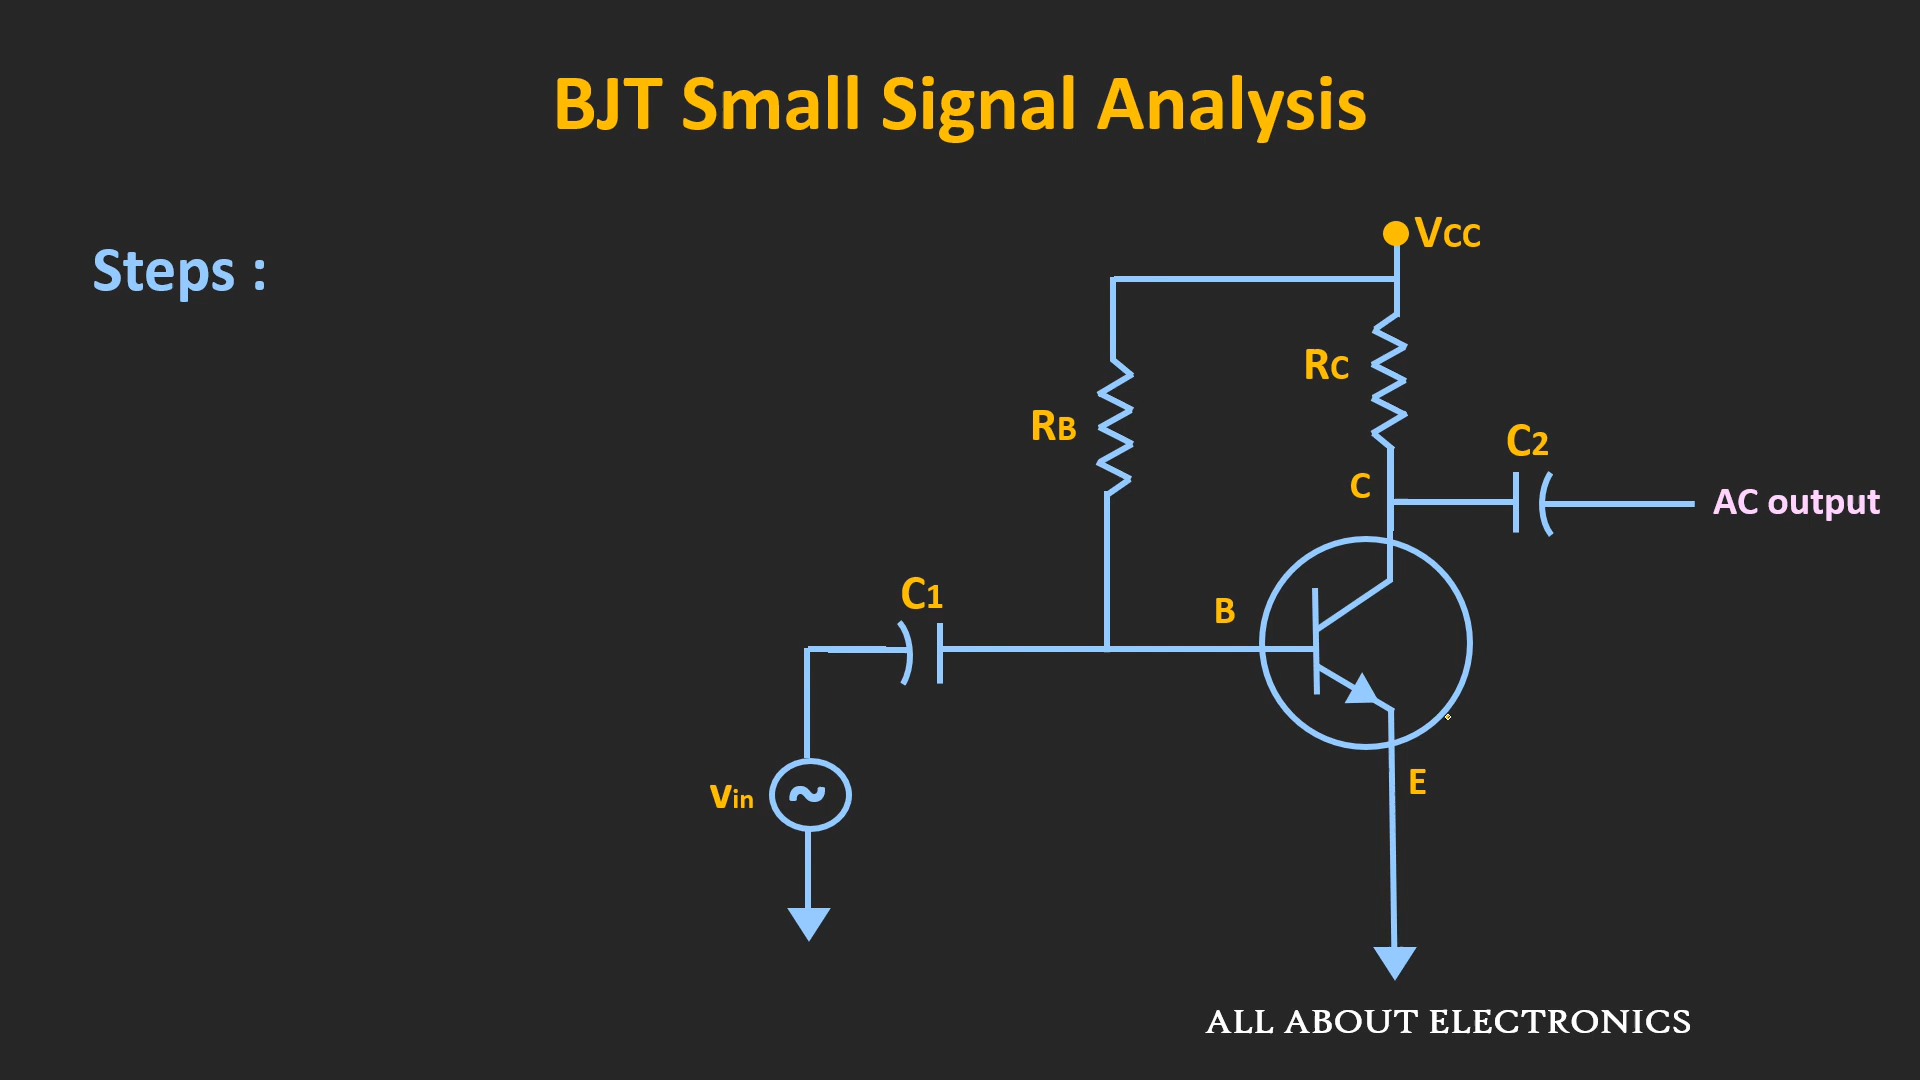 BJT Small Signal Analysis
Steps :
VCC
RC
RB
C2
C
AC output
C1
B
vin
~
E
ALL ABOUT ELECTRONICS